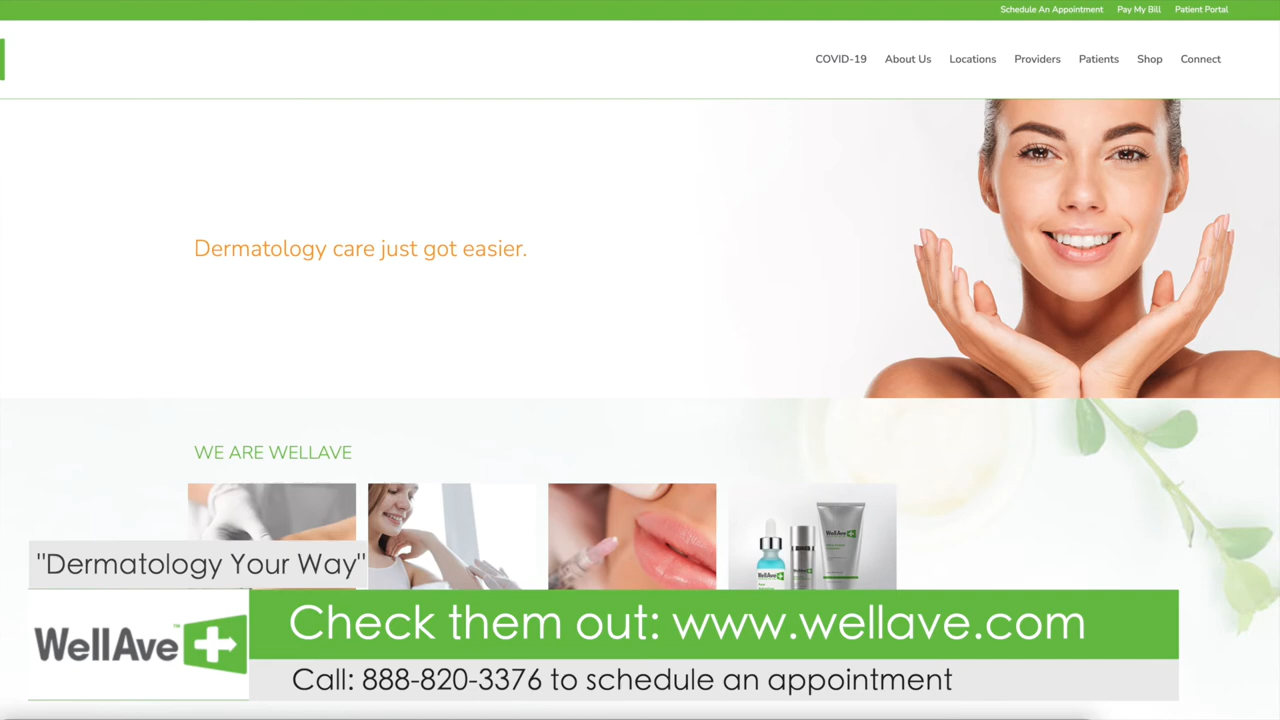 Schedule An Appointment Pay My Bill Patient Portal
COVID-19 About Us Locations Providers Patients Shop Connect
Dermatology care just got easier.
WE ARE WELLAVE
WellAve
WellAve
"Dermatology Your Way"
WellAve™
Check them out: www.wellave.com
Call: 888-820-3376 to schedule an appointment